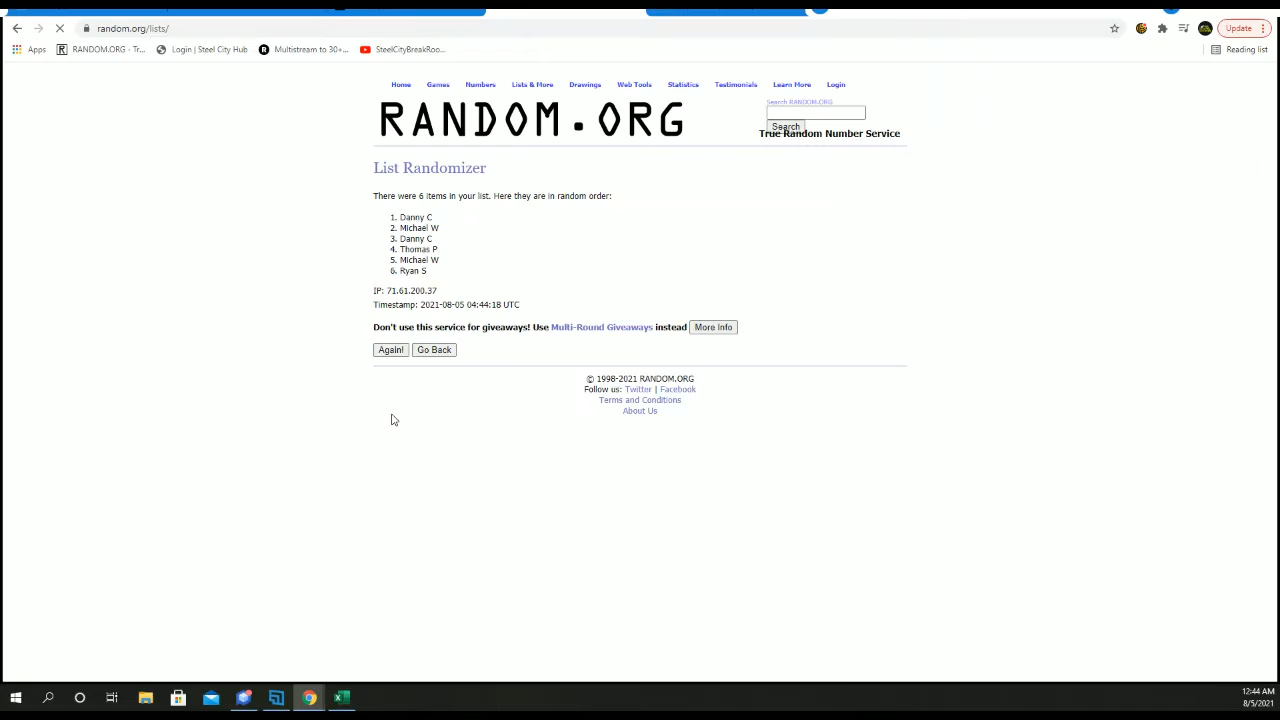 random.org/lists/
Update
Apps
RANDOM.ORG - Tr...
Login | Steel City Hub
Multistream to 30+...
SteelCityBreakRoo...
Reading list
Home Games Numbers Lists & More Drawings Web Tools Statistics Testimonials Learn More Login
RANDOM.ORG
Search RANDOM.ORG
Search
True Random Number Service
List Randomizer
There were 6 items in your list. Here they are in random order:
1. Danny C
2. Michael W
3. Danny C
4. Thomas P
5. Michael W
6. Ryan S
IP: 71.61.200.37
Timestamp: 2021-08-05 04:44:18 UTC
Don't use this service for giveaways! Use Multi-Round Giveaways instead More Info
Again! Go Back
© 1998-2021 RANDOM.ORG
Follow us: Twitter | Facebook
Terms and Conditions
About Us
12:44 AM
8/5/2021